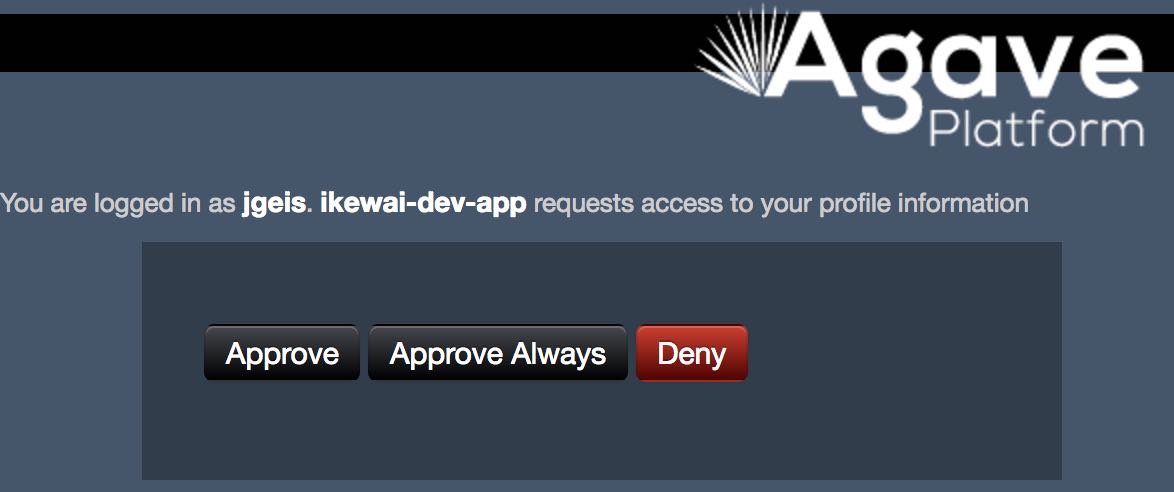 Agave
Platform
You are logged in as jgeis. ikewai-dev-app requests access to your profile information
Approve Approve Always Deny